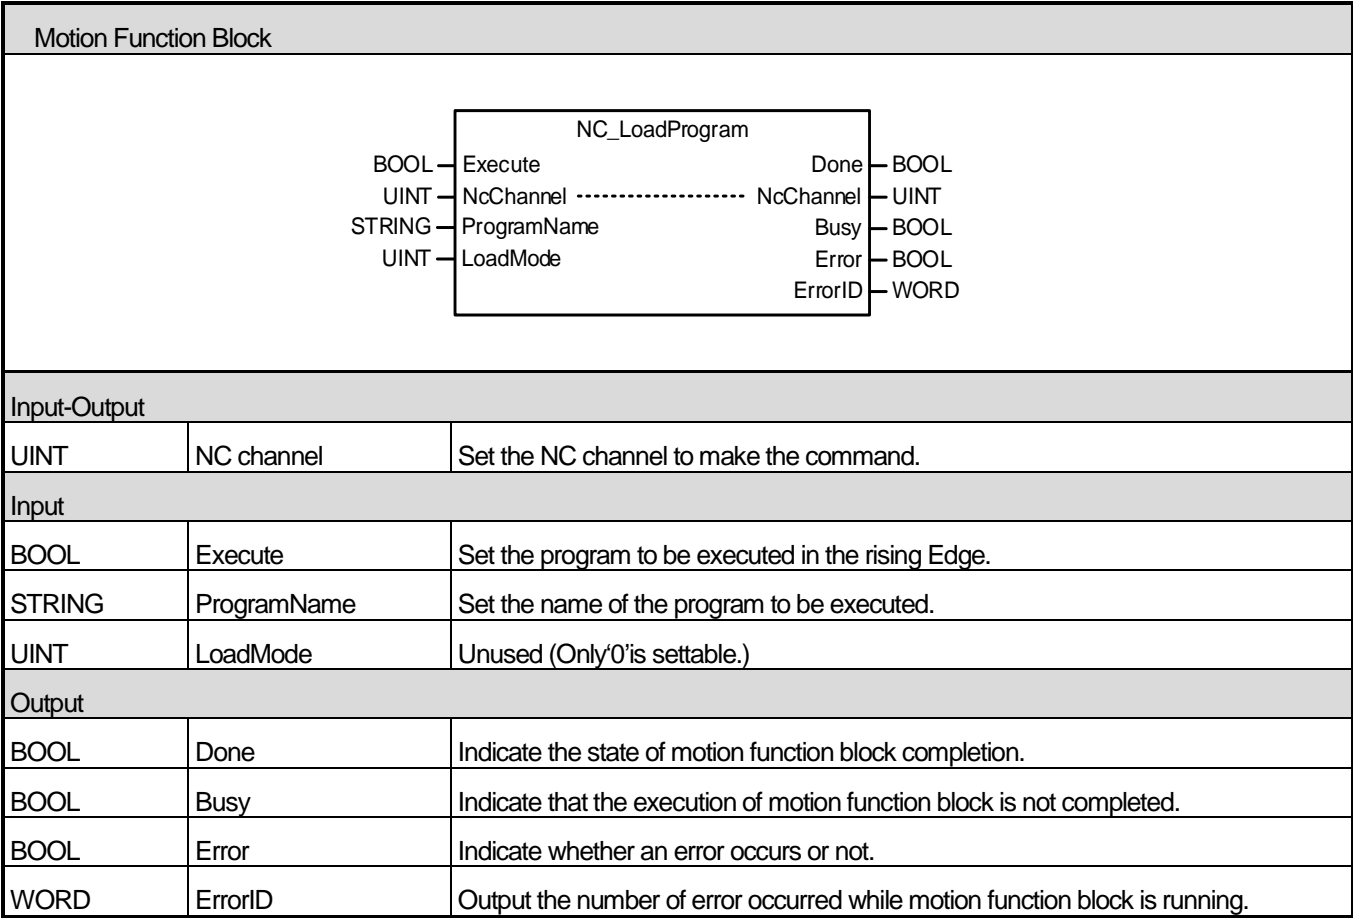 Motion Function Block
NC_LoadProgram
BOOL Execute Done BOOL
UINT NcChannel NcChannel UINT
STRING ProgramName Busy BOOL
UINT LoadMode Error BOOL
ErrorID WORD
Input-Output
UINT NC channel Set the NC channel to make the command.
Input
BOOL Execute Set the program to be executed in the rising Edge.
STRING ProgramName Set the name of the program to be executed.
UINT LoadMode Unused (Only‘0’is settable.)
Output
BOOL Done Indicate the state of motion function block completion.
BOOL Busy Indicate that the execution of motion function block is not completed.
BOOL Error Indicate whether an error occurs or not.
WORD ErrorID Output the number of error occurred while motion function block is running.